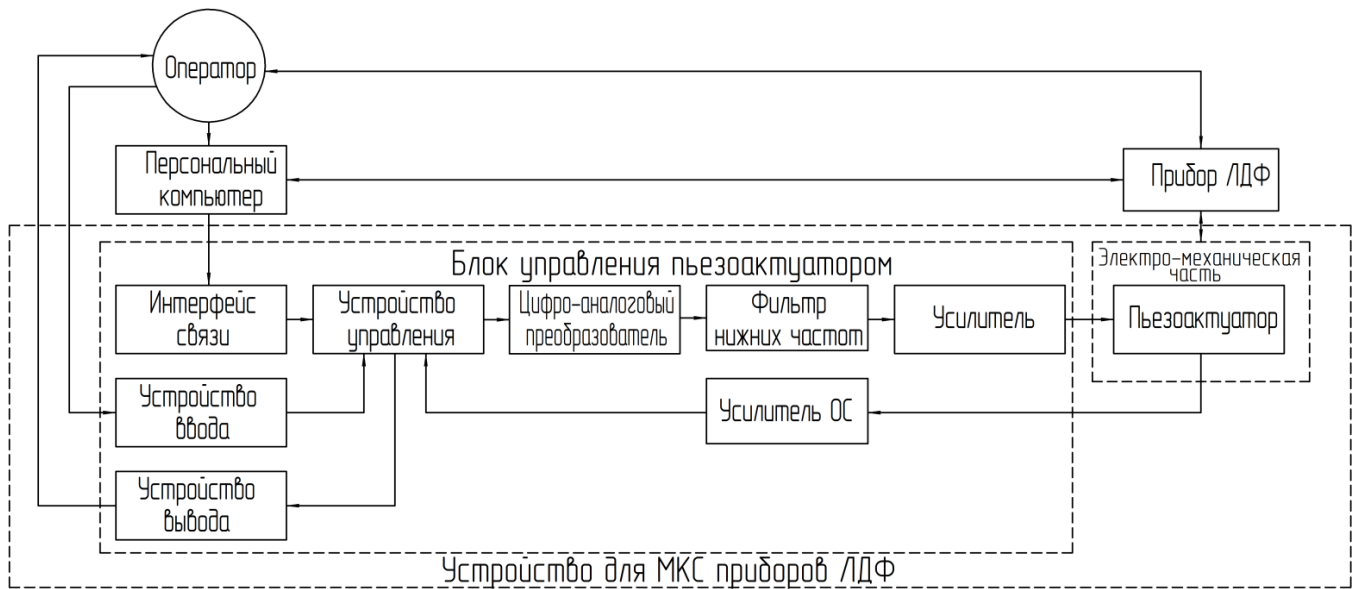 Оператор
Персональный
компьютер
Прибор ЛДФ
Блок управления пьезоактуатором
Электро-механическая
часть
Интерфейс
связи
Устройство
управления
Цифро-аналоговый
преобразователь
Фильтр
нижних частот
Усилитель
Пьезоактуатор
Устройство
ввода
Усилитель ОС
Устройство
вывода
Устройство для МКС приборов ЛДФ